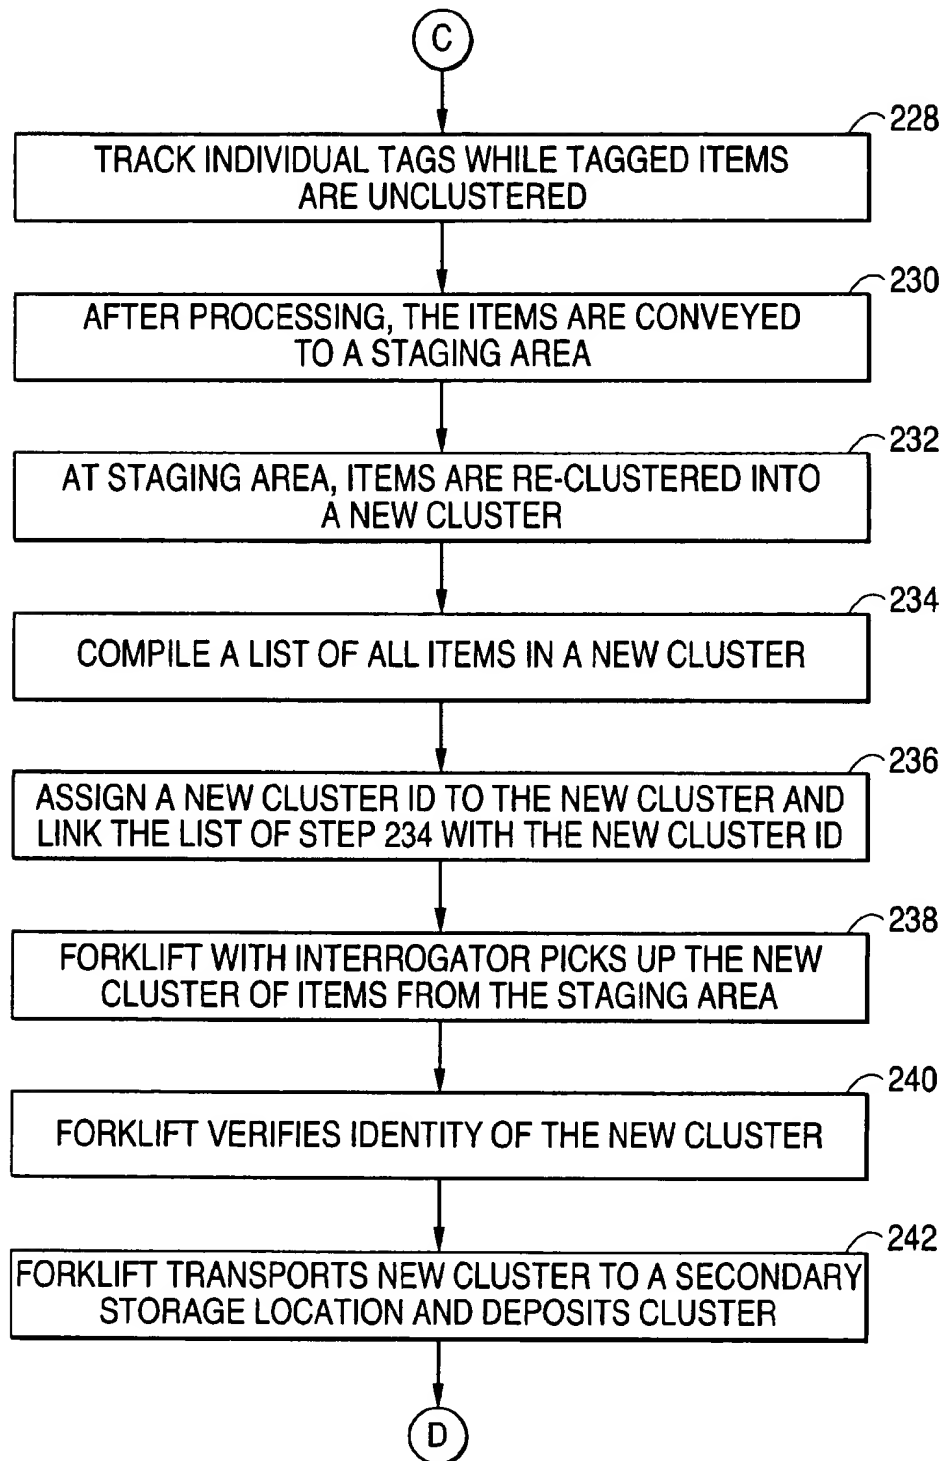 C
228
TRACK INDIVIDUAL TAGS WHILE TAGGED ITEMS
ARE UNCLUSTERED
230
AFTER PROCESSING, THE ITEMS ARE CONVEYED
TO A STAGING AREA
232
AT STAGING AREA, ITEMS ARE RE-CLUSTERED INTO
A NEW CLUSTER
234
COMPILE A LIST OF ALL ITEMS IN A NEW CLUSTER
236
ASSIGN A NEW CLUSTER ID TO THE NEW CLUSTER AND
LINK THE LIST OF STEP 234 WITH THE NEW CLUSTER ID
238
FORKLIFT WITH INTERROGATOR PICKS UP THE NEW
CLUSTER OF ITEMS FROM THE STAGING AREA
240
FORKLIFT VERIFIES IDENTITY OF THE NEW CLUSTER
242
FORKLIFT TRANSPORTS NEW CLUSTER TO A SECONDARY
STORAGE LOCATION AND DEPOSITS CLUSTER
D